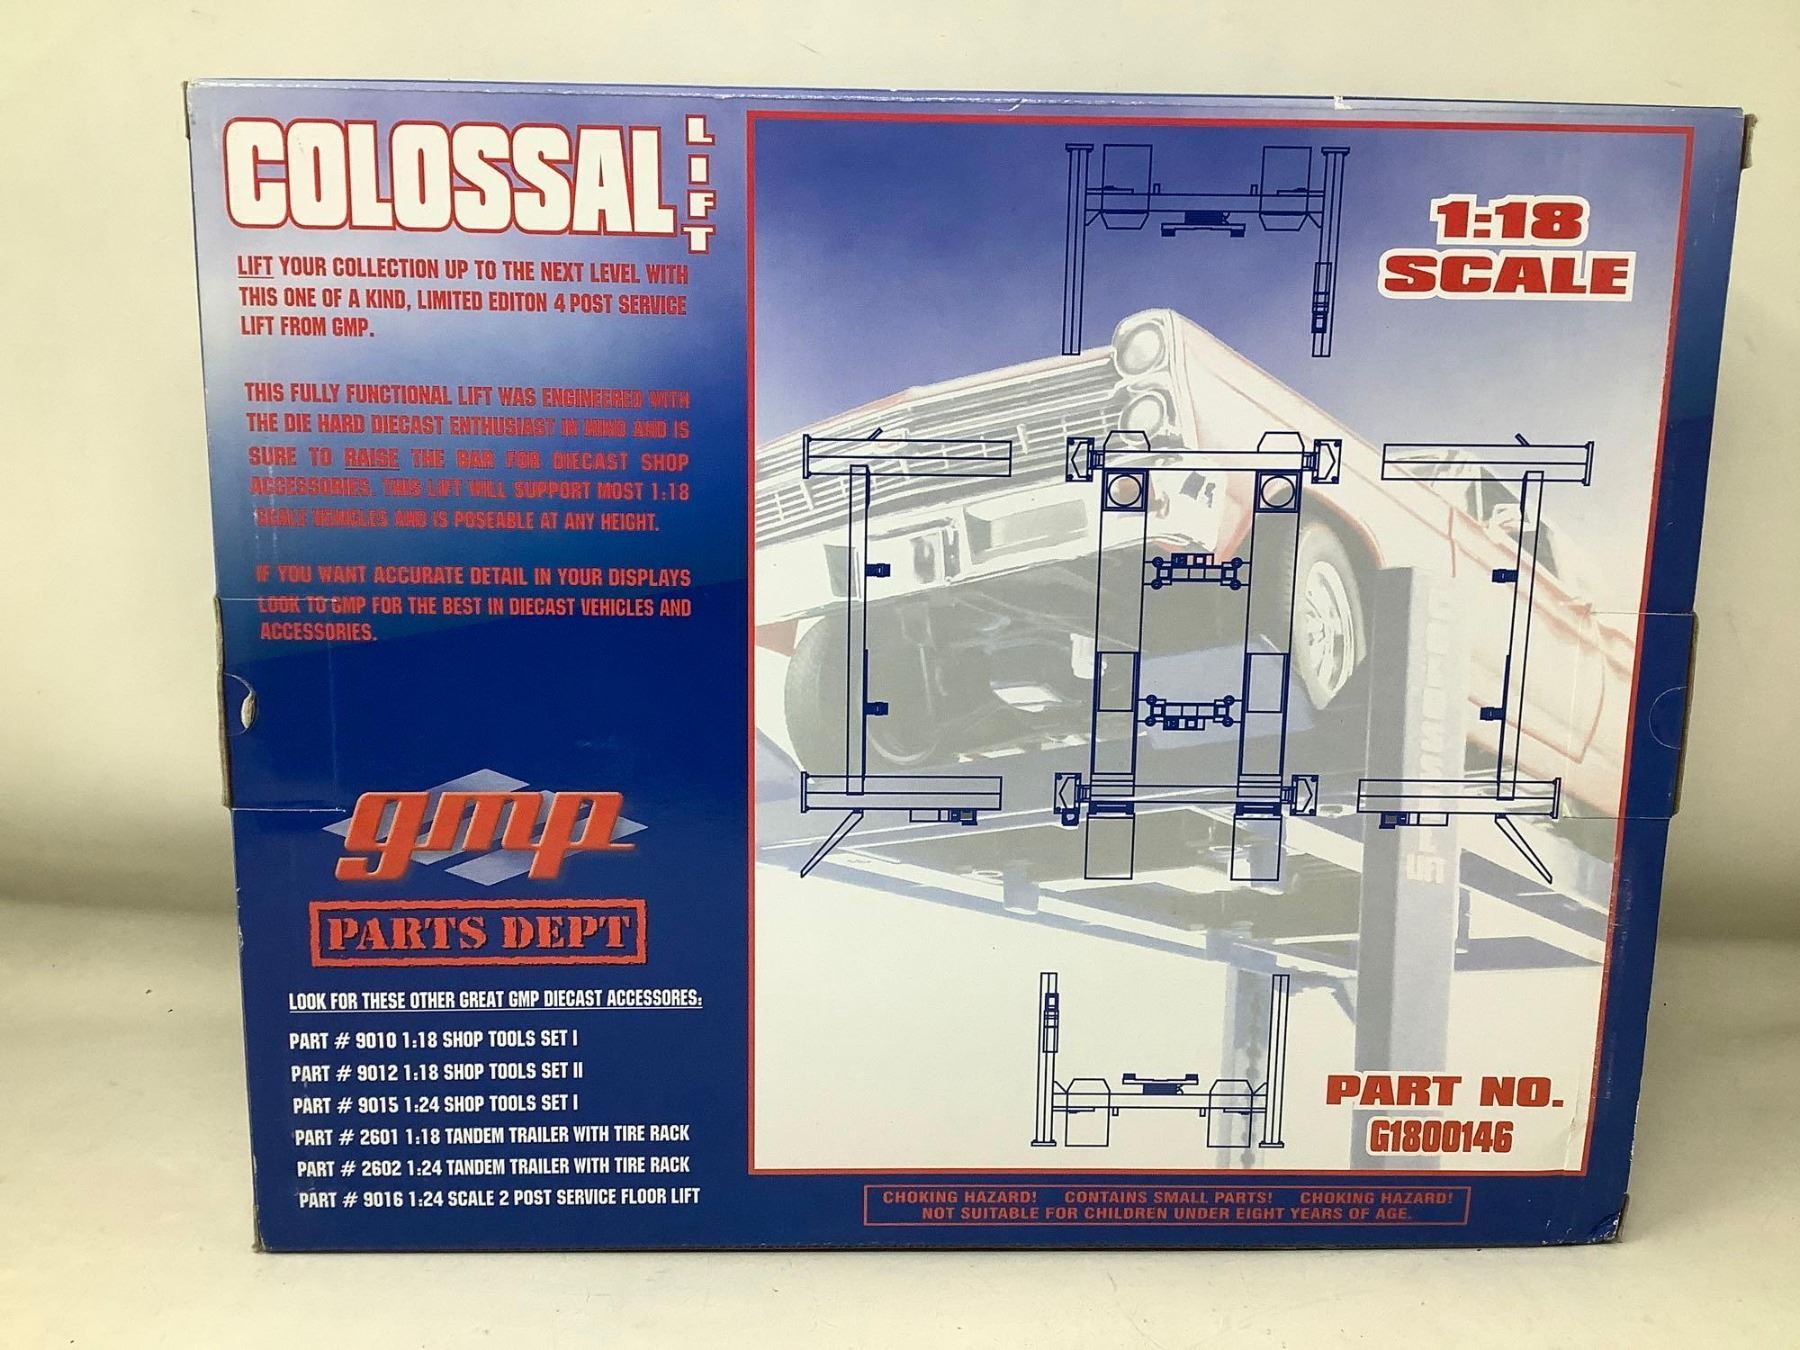 COLOSSAL LIFT
LIFT YOUR COLLECTION UP TO THE NEXT LEVEL WITH
THIS ONE OF A KIND, LIMITED EDITON 4 POST SERVICE
LIFT FROM GMP.
THIS FULLY FUNCTIONAL LIFT WAS ENGINEERED WITH
THE DIE HARD DIECAST ENTHUSIAST IN MIND AND IS
SURE TO RAISE THE BAR FOR DIECAST SHOP
ACCESSORIES. THIS LIFT WILL SUPPORT MOST 1:18
SCALE VEHICLES AND IS POSEABLE AT ANY HEIGHT.
IF YOU WANT ACCURATE DETAIL IN YOUR DISPLAYS
LOOK TO GMP FOR THE BEST IN DIECAST VEHICLES AND
ACCESSORIES.
gmp
PARTS DEPT
LOOK FOR THESE OTHER GREAT GMP DIECAST ACCESSORES:
PART # 9010 1:18 SHOP TOOLS SET I
PART # 9012 1:18 SHOP TOOLS SET II
PART # 9015 1:24 SHOP TOOLS SET I
PART # 2601 1:18 TANDEM TRAILER WITH TIRE RACK
PART # 2602 1:24 TANDEM TRAILER WITH TIRE RACK
PART # 9016 1:24 SCALE 2 POST SERVICE FLOOR LIFT
1:18
SCALE
PART NO.
G1800146
CHOKING HAZARD! CONTAINS SMALL PARTS! CHOKING HAZARD!
NOT SUITABLE FOR CHILDREN UNDER EIGHT YEARS OF AGE.